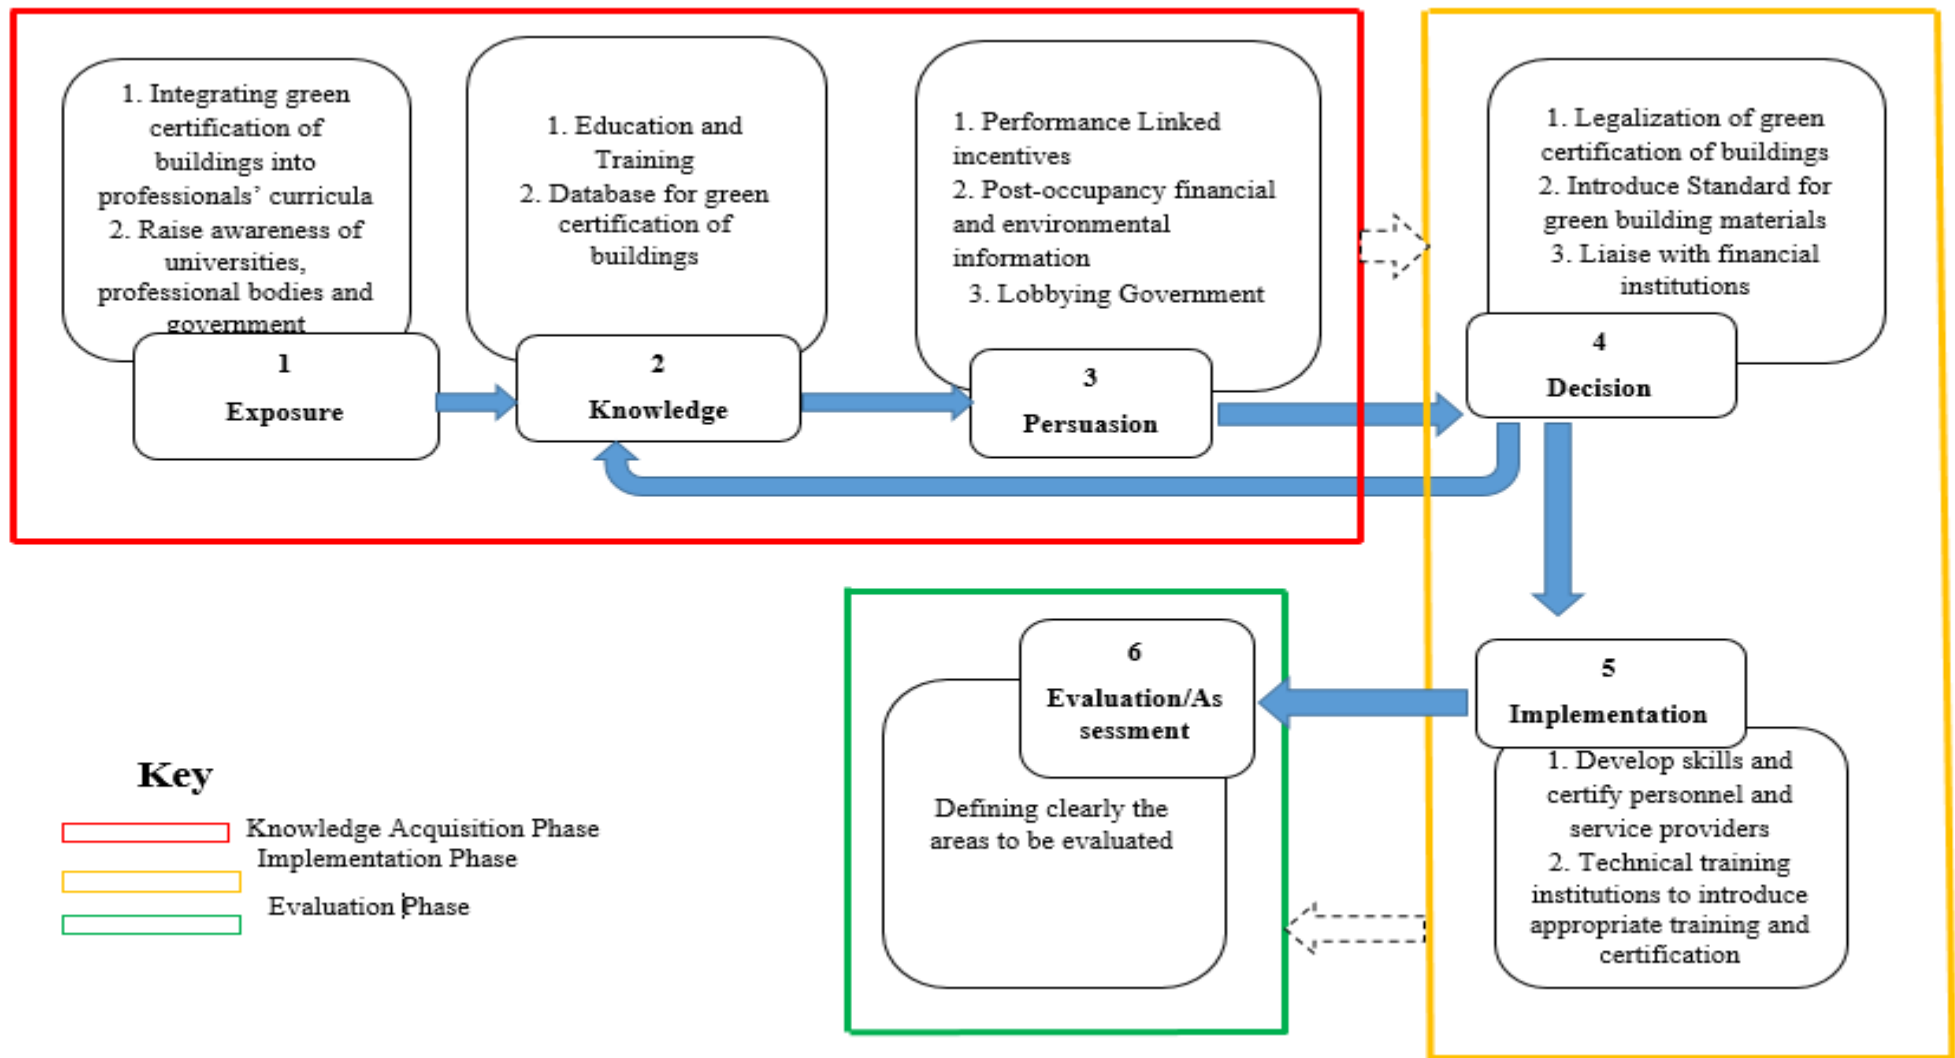 1. Integrating green
certification of
buildings into
professionals’ curricula
2. Raise awareness of
universities,
professional bodies and
government
1
Exposure
1. Education and
Training
2. Database for green
certification of
buildings
2
Knowledge
1. Performance Linked
incentives
2. Post-occupancy financial
and environmental
information
3. Lobbying Government
3
Persuasion
1. Legalization of green
certification of buildings
2. Introduce Standard for
green building materials
3. Liaise with financial
institutions
4
Decision
5
Implementation
1. Develop skills and
certify personnel and
service providers
2. Technical training
institutions to introduce
appropriate training and
certification
6
Evaluation/As
sessment
Defining clearly the
areas to be evaluated
Key
Knowledge Acquisition Phase
Implementation Phase
Evaluation Phase